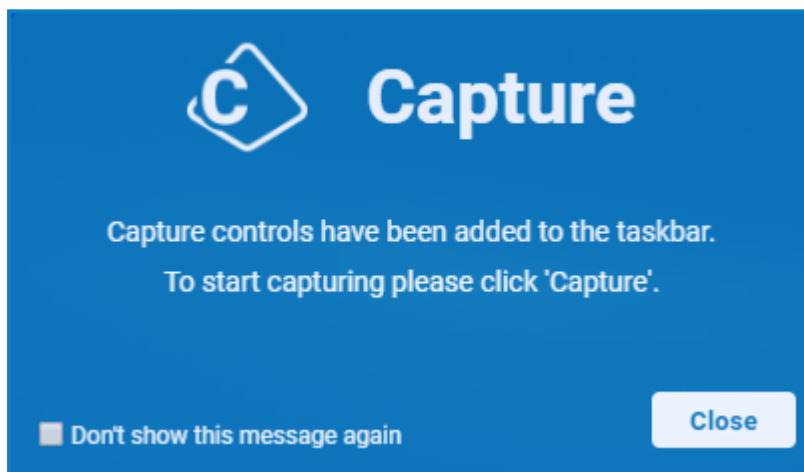 C
Capture
Capture controls have been added to the taskbar.
To start capturing please click 'Capture'.
Don't show this message again
Close